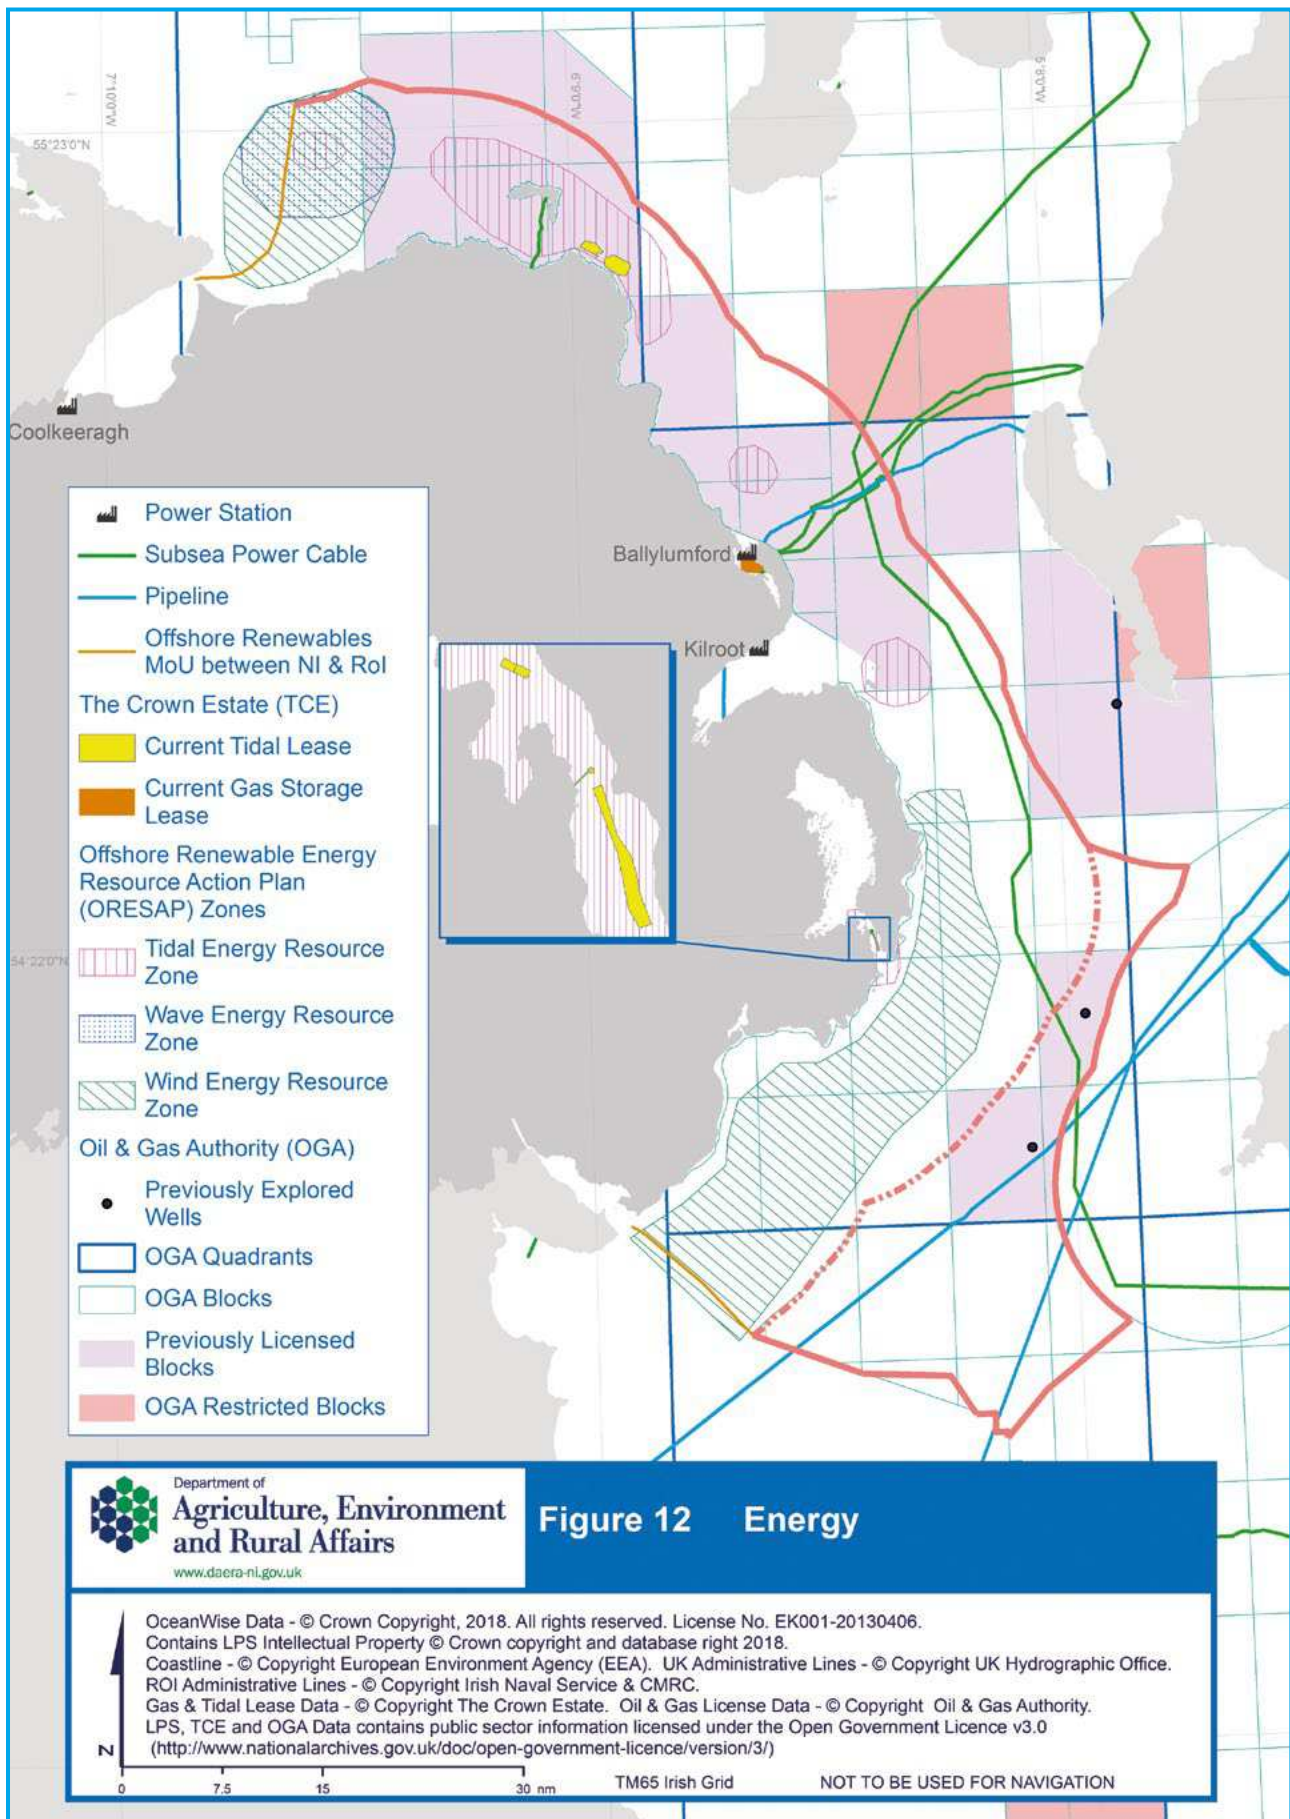 7°10'0"W
6°9'0"W
5°8'0"W
55°23'0"N
Coolkeeragh
Ballylumford
Kilroot
54°22'0"N
Power Station
Subsea Power Cable
Pipeline
Offshore Renewables
MoU between NI & RoI
The Crown Estate (TCE)
Current Tidal Lease
Current Gas Storage
Lease
Offshore Renewable Energy
Resource Action Plan
(ORESAP) Zones
Tidal Energy Resource
Zone
Wave Energy Resource
Zone
Wind Energy Resource
Zone
Oil & Gas Authority (OGA)
Previously Explored
Wells
OGA Quadrants
OGA Blocks
Previously Licensed
Blocks
OGA Restricted Blocks
Department of
Agriculture, Environment
and Rural Affairs
www.daera-ni.gov.uk
Figure 12 Energy
OceanWise Data - © Crown Copyright, 2018. All rights reserved. License No. EK001-20130406.
Contains LPS Intellectual Property © Crown copyright and database right 2018.
Coastline - © Copyright European Environment Agency (EEA). UK Administrative Lines - © Copyright UK Hydrographic Office.
ROI Administrative Lines - © Copyright Irish Naval Service & CMRC.
Gas & Tidal Lease Data - © Copyright The Crown Estate. Oil & Gas License Data - © Copyright Oil & Gas Authority.
LPS, TCE and OGA Data contains public sector information licensed under the Open Government Licence v3.0
(http://www.nationalarchives.gov.uk/doc/open-government-licence/version/3/)
N
0 7.5 15 30 nm
TM65 Irish Grid NOT TO BE USED FOR NAVIGATION